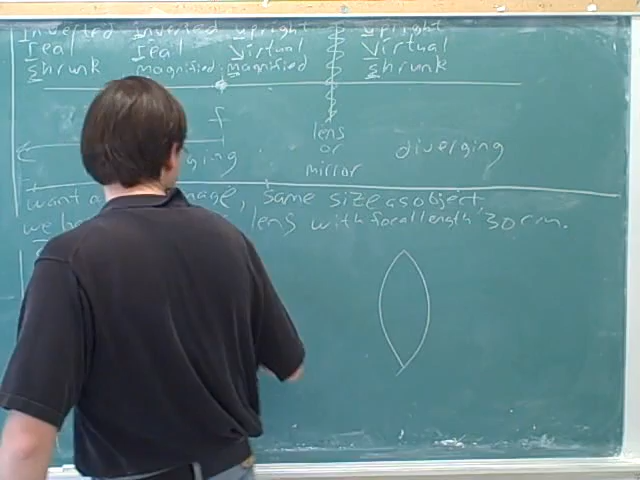 inverted inverted upright upright
real real virtual virtual
shrunk magnified magnified shrunk
f
lens
or
mirror
diverging
ging
want a mage, same size as object,
we lens with focal length 30 cm.